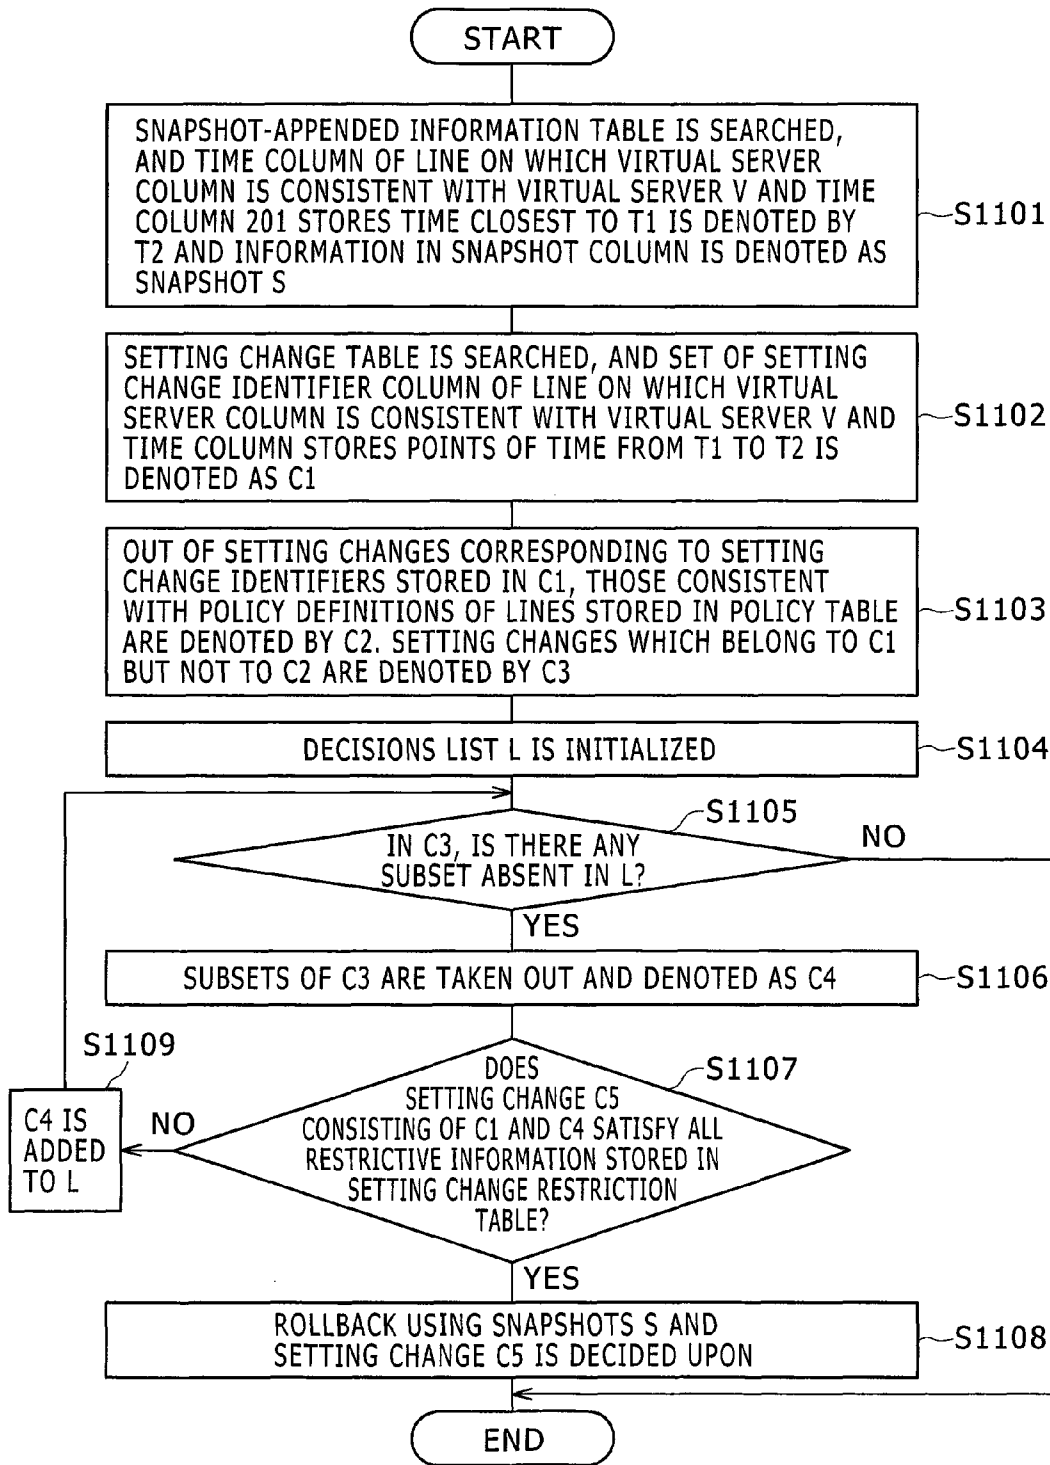 START
SNAPSHOT-APPENDED INFORMATION TABLE IS SEARCHED,
AND TIME COLUMN OF LINE ON WHICH VIRTUAL SERVER
COLUMN IS CONSISTENT WITH VIRTUAL SERVER V AND TIME
COLUMN 201 STORES TIME CLOSEST TO T1 IS DENOTED BY
T2 AND INFORMATION IN SNAPSHOT COLUMN IS DENOTED AS
SNAPSHOT S
S1101
SETTING CHANGE TABLE IS SEARCHED, AND SET OF SETTING
CHANGE IDENTIFIER COLUMN OF LINE ON WHICH VIRTUAL
SERVER COLUMN IS CONSISTENT WITH VIRTUAL SERVER V AND
TIME COLUMN STORES POINTS OF TIME FROM T1 TO T2 IS
DENOTED AS C1
S1102
OUT OF SETTING CHANGES CORRESPONDING TO SETTING
CHANGE IDENTIFIERS STORED IN C1, THOSE CONSISTENT
WITH POLICY DEFINITIONS OF LINES STORED IN POLICY TABLE
ARE DENOTED BY C2. SETTING CHANGES WHICH BELONG TO C1
BUT NOT TO C2 ARE DENOTED BY C3
S1103
DECISIONS LIST L IS INITIALIZED
S1104
S1105
IN C3, IS THERE ANY
SUBSET ABSENT IN L?
NO
YES
SUBSETS OF C3 ARE TAKEN OUT AND DENOTED AS C4
S1106
S1109
C4 IS
ADDED
TO L
NO
S1107
DOES
SETTING CHANGE C5
CONSISTING OF C1 AND C4 SATISFY ALL
RESTRICTIVE INFORMATION STORED IN
SETTING CHANGE RESTRICTION
TABLE?
YES
ROLLBACK USING SNAPSHOTS S AND
SETTING CHANGE C5 IS DECIDED UPON
S1108
END